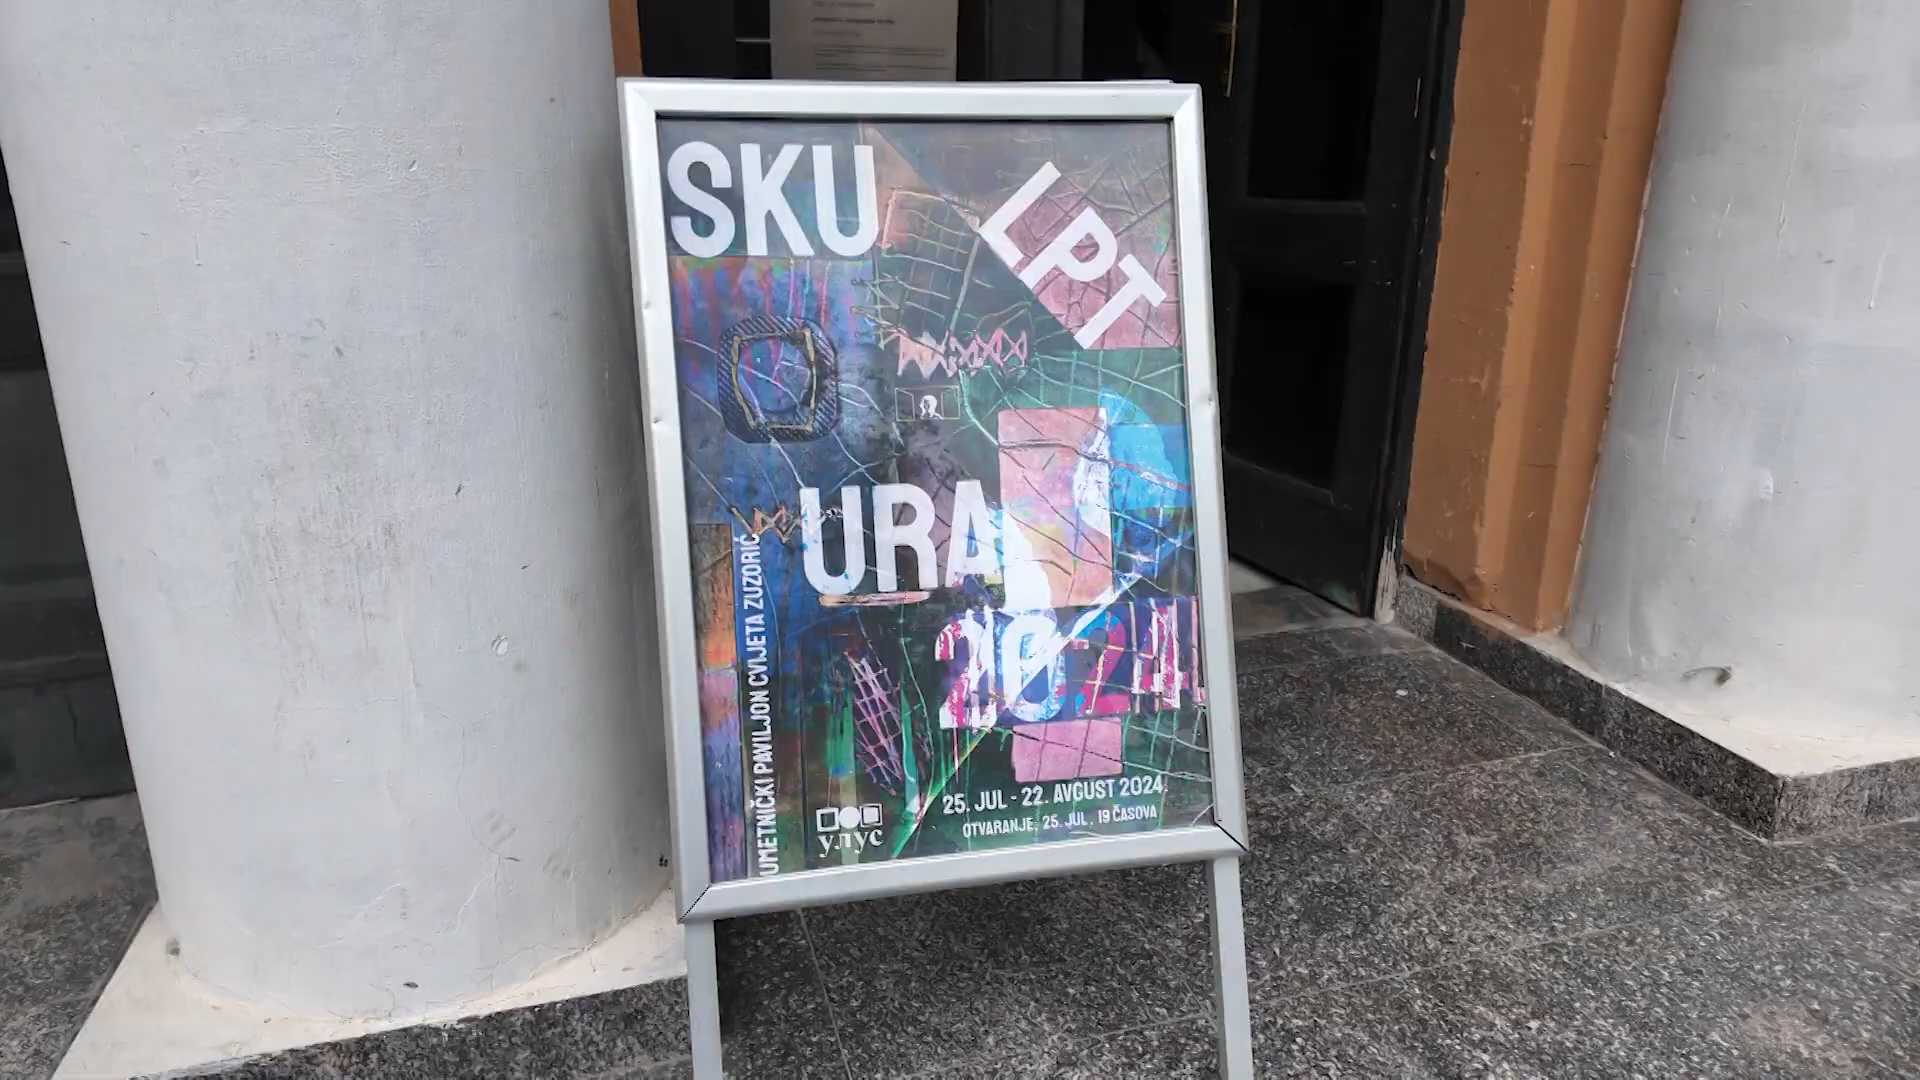 SKU
LPT
URA
2024
UMETNIČKI PAVILJON CVIJETA ZUZORIĆ
25. JUL - 22. AVGUST 2024.
OTVARANJE: 25. JUL. 19 ČASOVA
улус